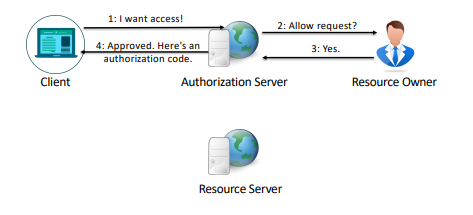 1: I want access!
2: Allow request?
4: Approved. Here's an
authorization code.
3: Yes.
Client
Authorization Server
Resource Owner
Resource Server